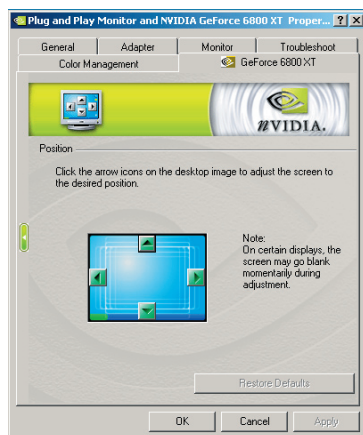 Plug and Play Monitor and NVIDIA GeForce 6800 XT Proper...
General Adapter Monitor Troubleshoot
Color Management GeForce 6800 XT
NVIDIA.
Position
Click the arrow icons on the desktop image to adjust the screen to
the desired position.
Note:
On certain displays, the
screen may go blank
momentarily during
adjustment.
Restore Defaults
OK Cancel Apply